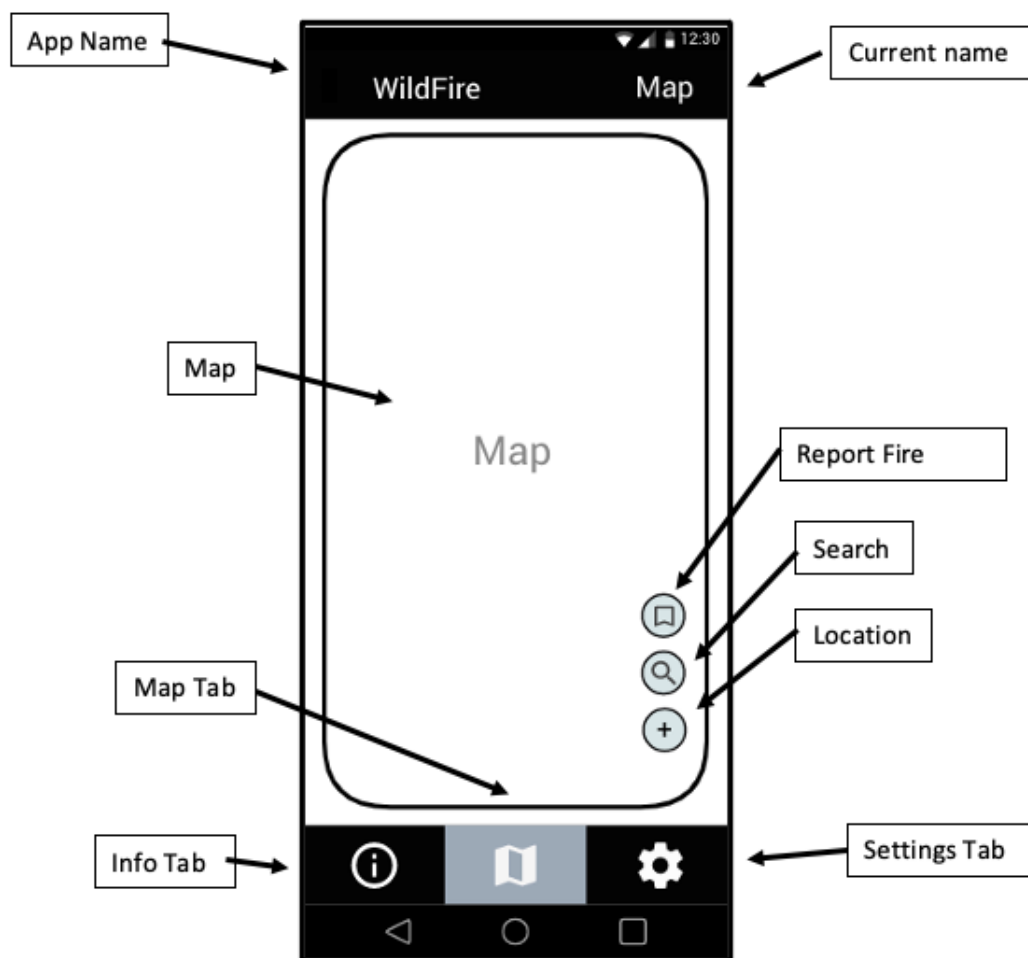 App Name
12:30
Current name
WildFire
Map
Map
Map
Report Fire
Search
Location
Map Tab
Info Tab
Settings Tab